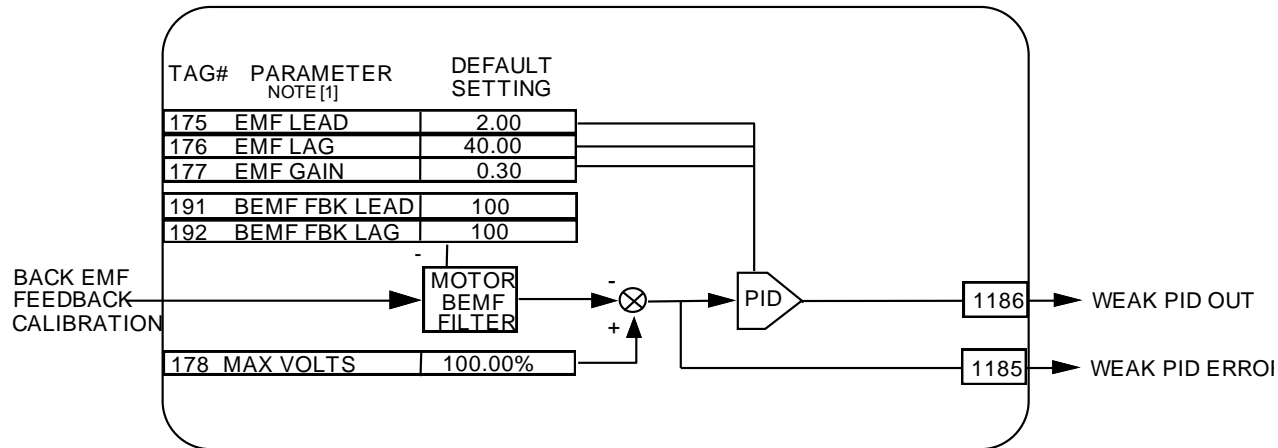 TAG# PARAMETER DEFAULT
NOTE [1] SETTING
175 EMF LEAD 2.00
176 EMF LAG 40.00
177 EMF GAIN 0.30
191 BEMF FBK LEAD 100
192 BEMF FBK LAG 100
-
BACK EMF
FEEDBACK
CALIBRATION
MOTOR
BEMF
FILTER
-
+
PID
1186 WEAK PID OUT
178 MAX VOLTS 100.00%
1185 WEAK PID ERROR